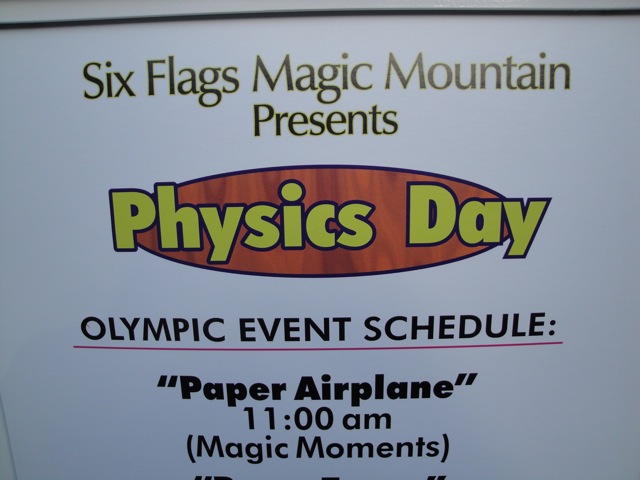 Six Flags Magic Mountain
Presents
Physics Day
OLYMPIC EVENT SCHEDULE:
“Paper Airplane”
11:00 am
(Magic Moments)